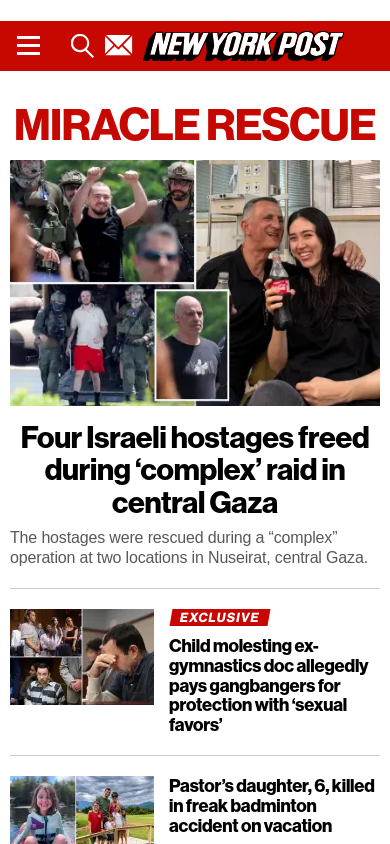 NEW YORK POST
MIRACLE RESCUE
Four Israeli hostages freed
during ‘complex’ raid in
central Gaza
The hostages were rescued during a “complex”
operation at two locations in Nuseirat, central Gaza.
EXCLUSIVE
Child molesting ex-
gymnastics doc allegedly
pays gangbangers for
protection with ‘sexual
favors’
Pastor’s daughter, 6, killed
in freak badminton
accident on vacation